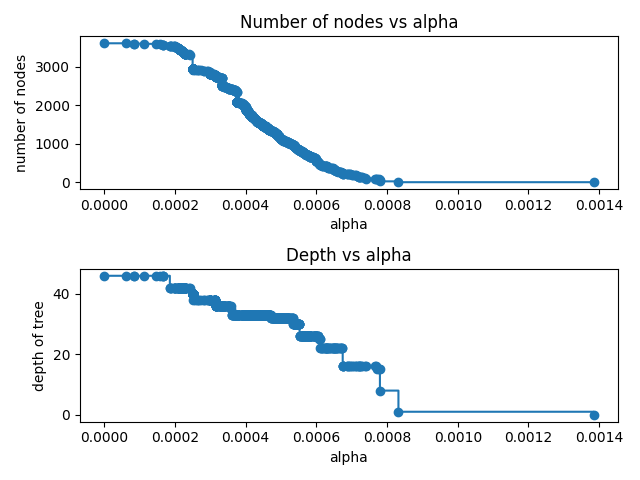 Number of nodes vs alpha
number of nodes
3000
2000
1000
0
0.0000 0.0002 0.0004 0.0006 0.0008 0.0010 0.0012 0.0014
alpha
Depth vs alpha
depth of tree
40
20
0
0.0000 0.0002 0.0004 0.0006 0.0008 0.0010 0.0012 0.0014
alpha